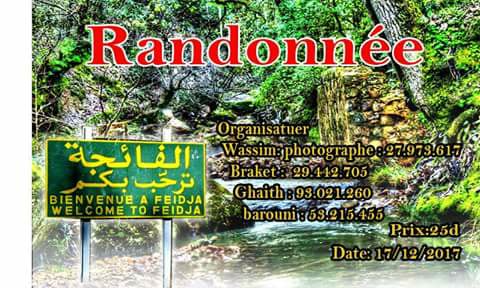 Randonnée
Organisatuer
Wassim: photographe : 27.973.617
Braket : 29.442.705
Ghaith : 93.021.260
barouni : 53.215.455
Prix:25d
Date: 17/12/2017
الفائجة
ترحّب بكم
BIENVENUE A FEIDJA
WELCOME TO FEIDJA